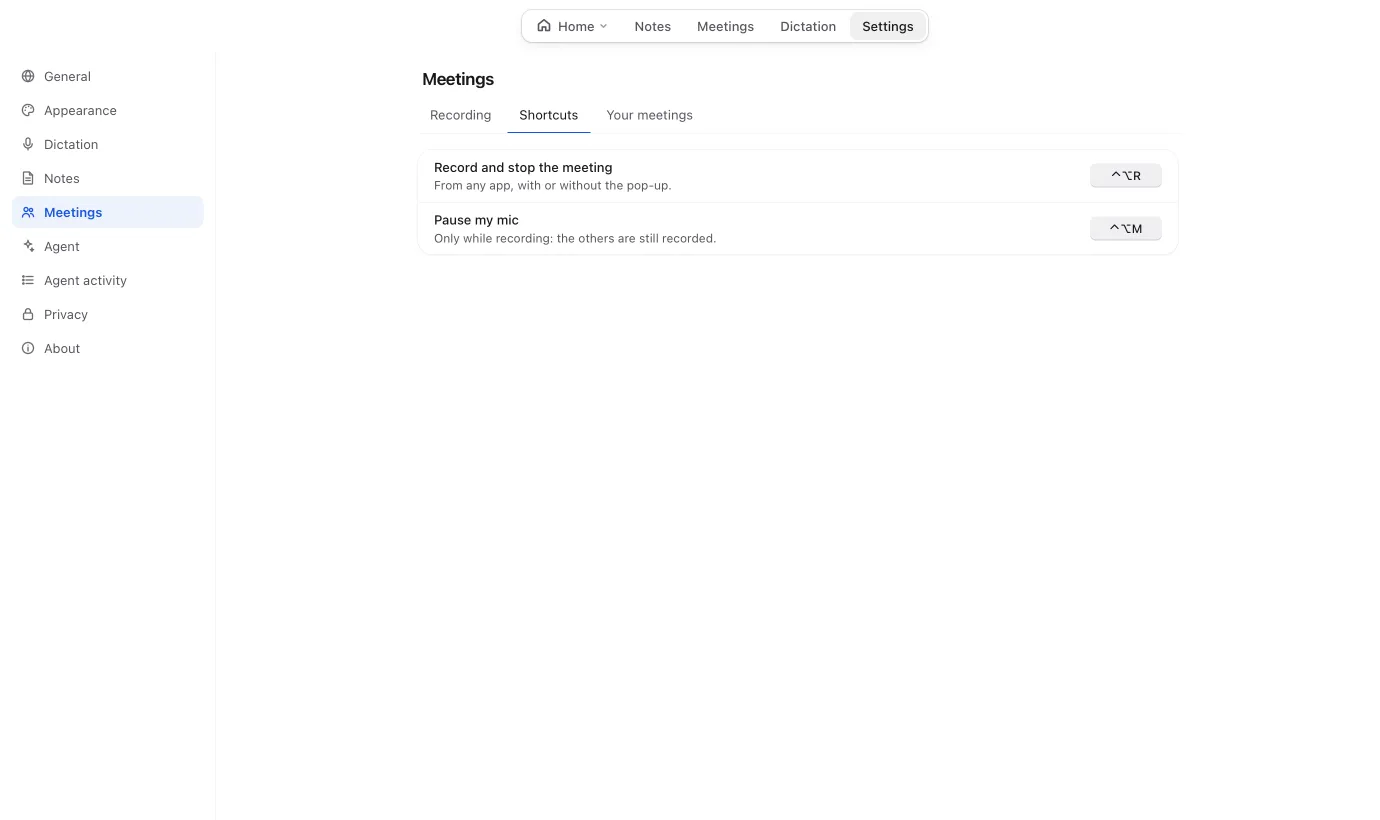 Home
Notes
Meetings
Dictation
Settings
General
Appearance
Dictation
Notes
Meetings
Agent
Agent activity
Privacy
About
Meetings
Recording
Shortcuts
Your meetings
Record and stop the meeting
From any app, with or without the pop-up.
⌃⌥R
Pause my mic
Only while recording: the others are still recorded.
⌃⌥M